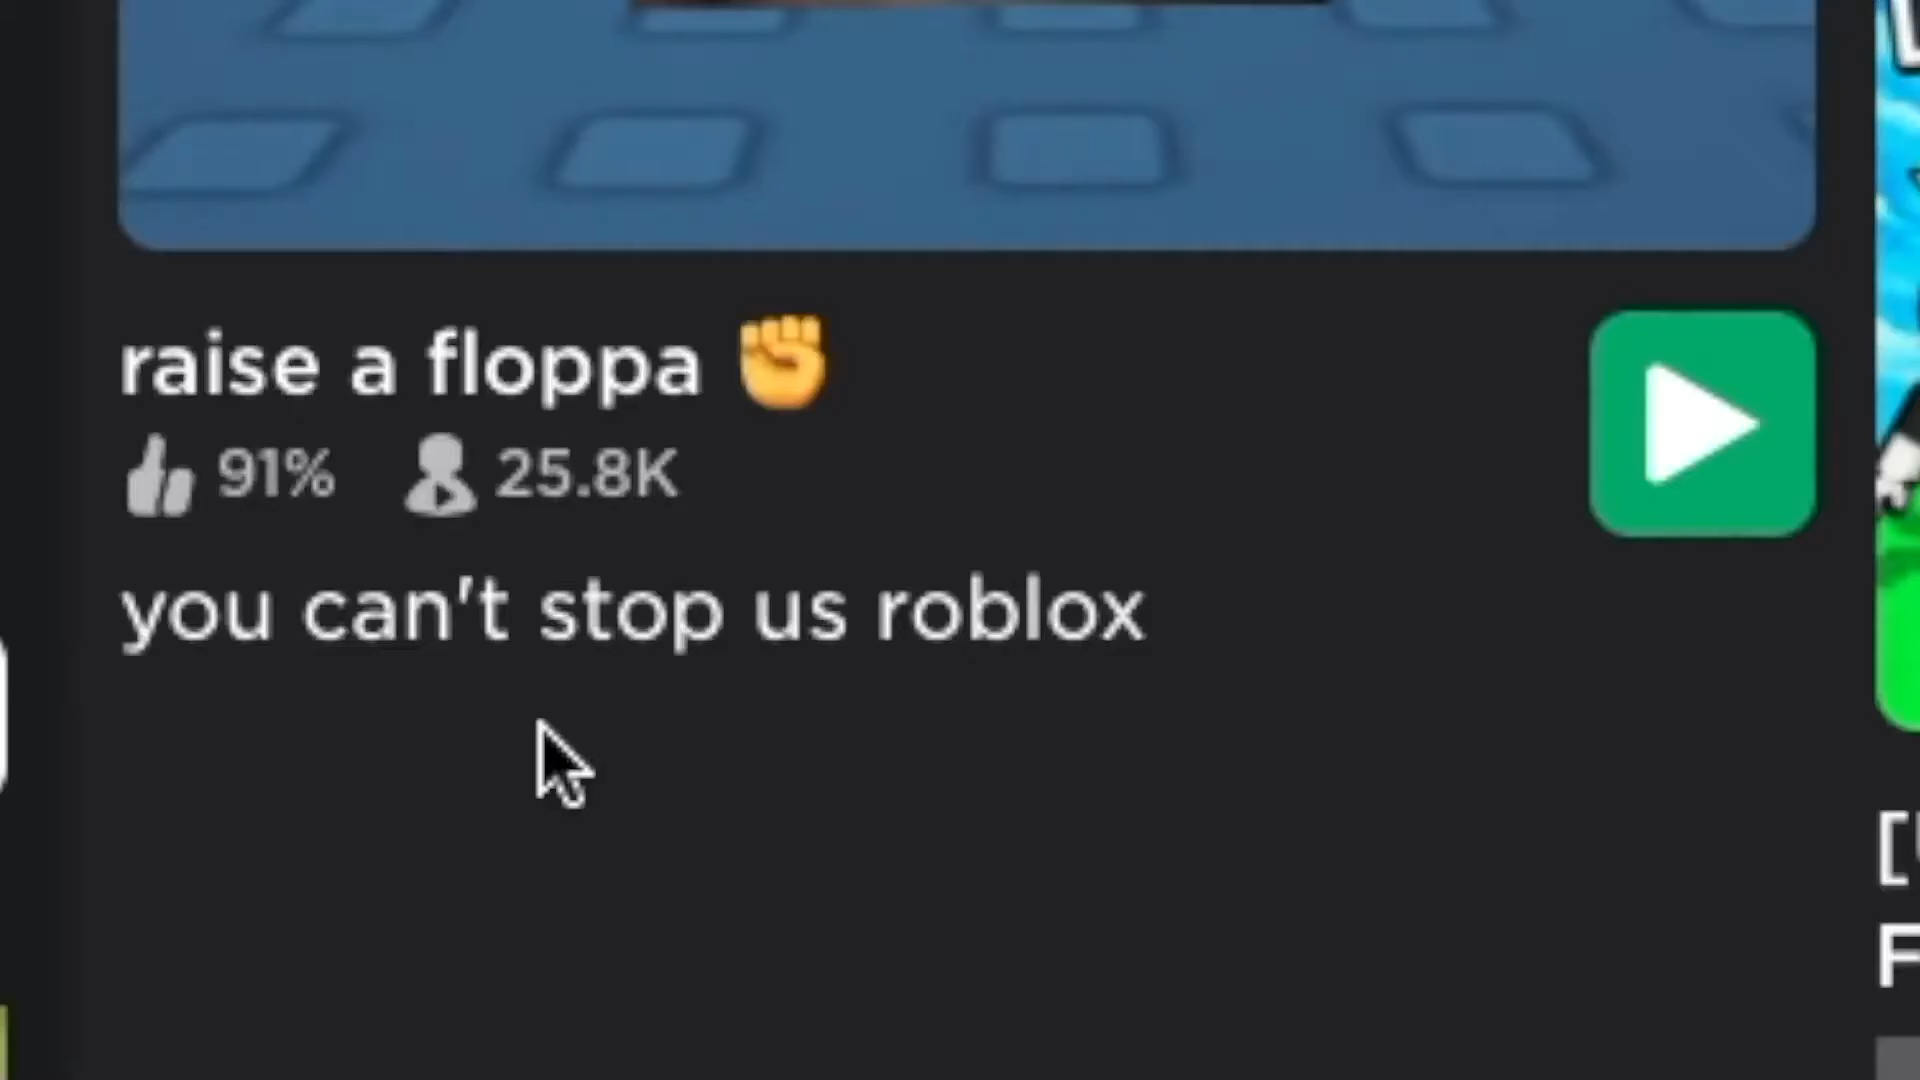 raise a floppa ✊
91% 25.8K
you can't stop us roblox
[
F